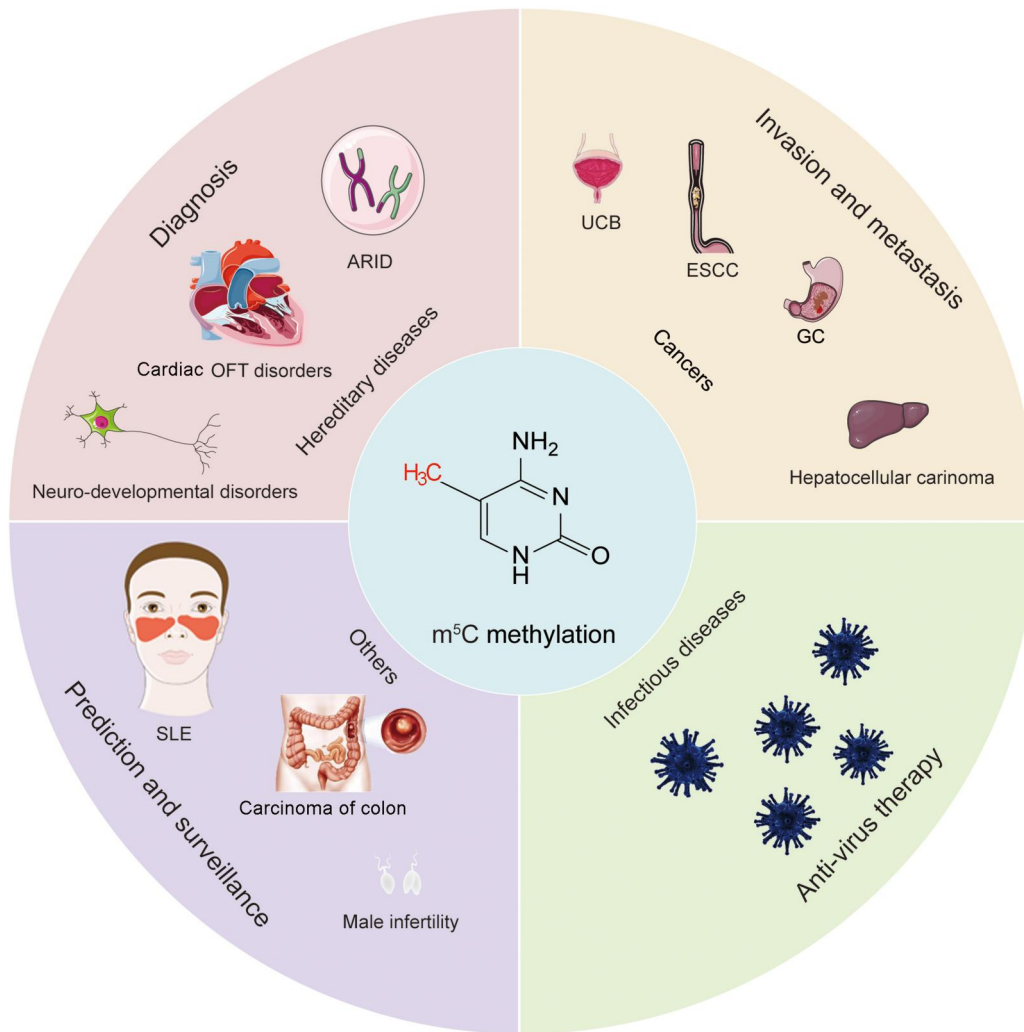 Diagnosis
ARID
Cardiac OFT disorders
Hereditary diseases
Neuro-developmental disorders
Invasion and metastasis
UCB
ESCC
GC
Cancers
Hepatocellular carinoma
NH₂
H₃C
N
N
H
O
m⁵C methylation
SLE
Others
Prediction and surveillance
Carcinoma of colon
Male infertility
Infectious diseases
Anti-virus therapy